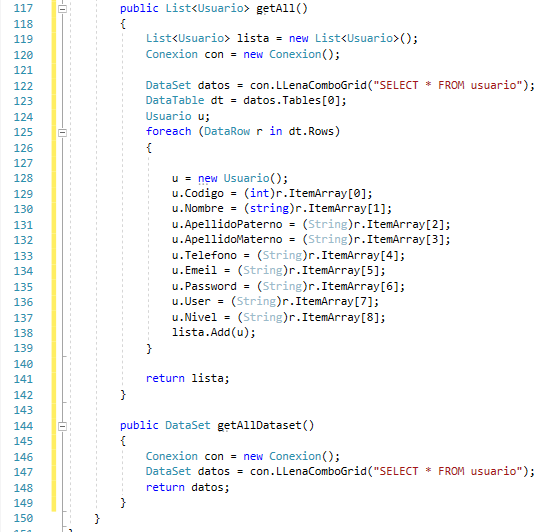 117 public List<Usuario> getAll()
118 {
119 List<Usuario> lista = new List<Usuario>();
120 Conexion con = new Conexion();
121
122 DataSet datos = con.LLenaComboGrid("SELECT * FROM usuario");
123 DataTable dt = datos.Tables[0];
124 Usuario u;
125 foreach (DataRow r in dt.Rows)
126 {
127
128 u = new Usuario();
129 u.Codigo = (int)r.ItemArray[0];
130 u.Nombre = (string)r.ItemArray[1];
131 u.ApellidoPaterno = (String)r.ItemArray[2];
132 u.ApellidoMaterno = (String)r.ItemArray[3];
133 u.Telefono = (String)r.ItemArray[4];
134 u.Emeil = (String)r.ItemArray[5];
135 u.Password = (String)r.ItemArray[6];
136 u.User = (String)r.ItemArray[7];
137 u.Nivel = (String)r.ItemArray[8];
138 lista.Add(u);
139 }
140
141 return lista;
142 }
143
144 public DataSet getAllDataset()
145 {
146 Conexion con = new Conexion();
147 DataSet datos = con.LLenaComboGrid("SELECT * FROM usuario");
148 return datos;
149 }
150 }